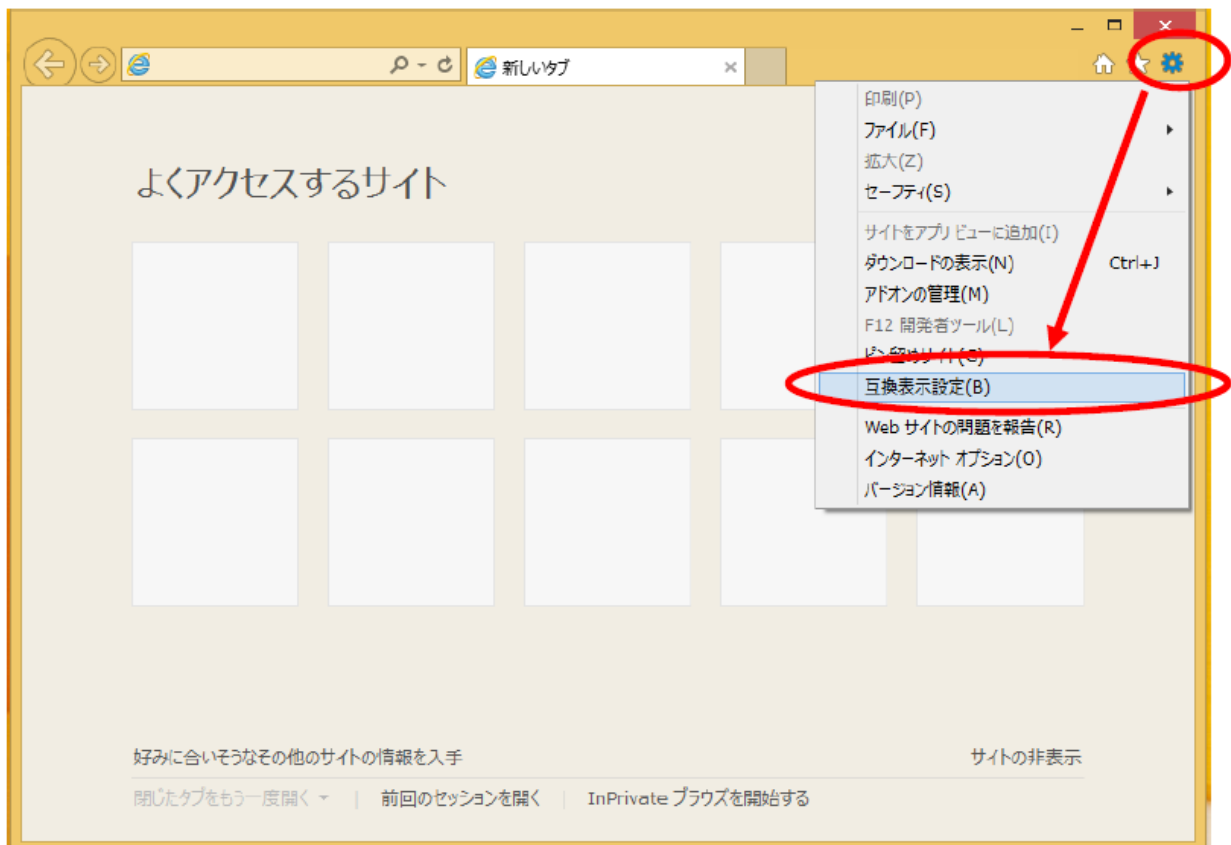 新しいタブ
印刷(P)
ファイル(F)
拡大(Z)
セーフティ(S)
よくアクセスするサイト
サイトをアプリ ビューに追加(I)
ダウンロードの表示(N) Ctrl+J
アドオンの管理(M)
F12 開発者ツール(L)
ピン留めサイト(G)
互換表示設定(B)
Web サイトの問題を報告(R)
インターネット オプション(O)
バージョン情報(A)
好みに合いそうなその他のサイトの情報を入手 サイトの非表示
閉じたタブをもう一度開く 前回のセッションを開く InPrivate ブラウズを開始する